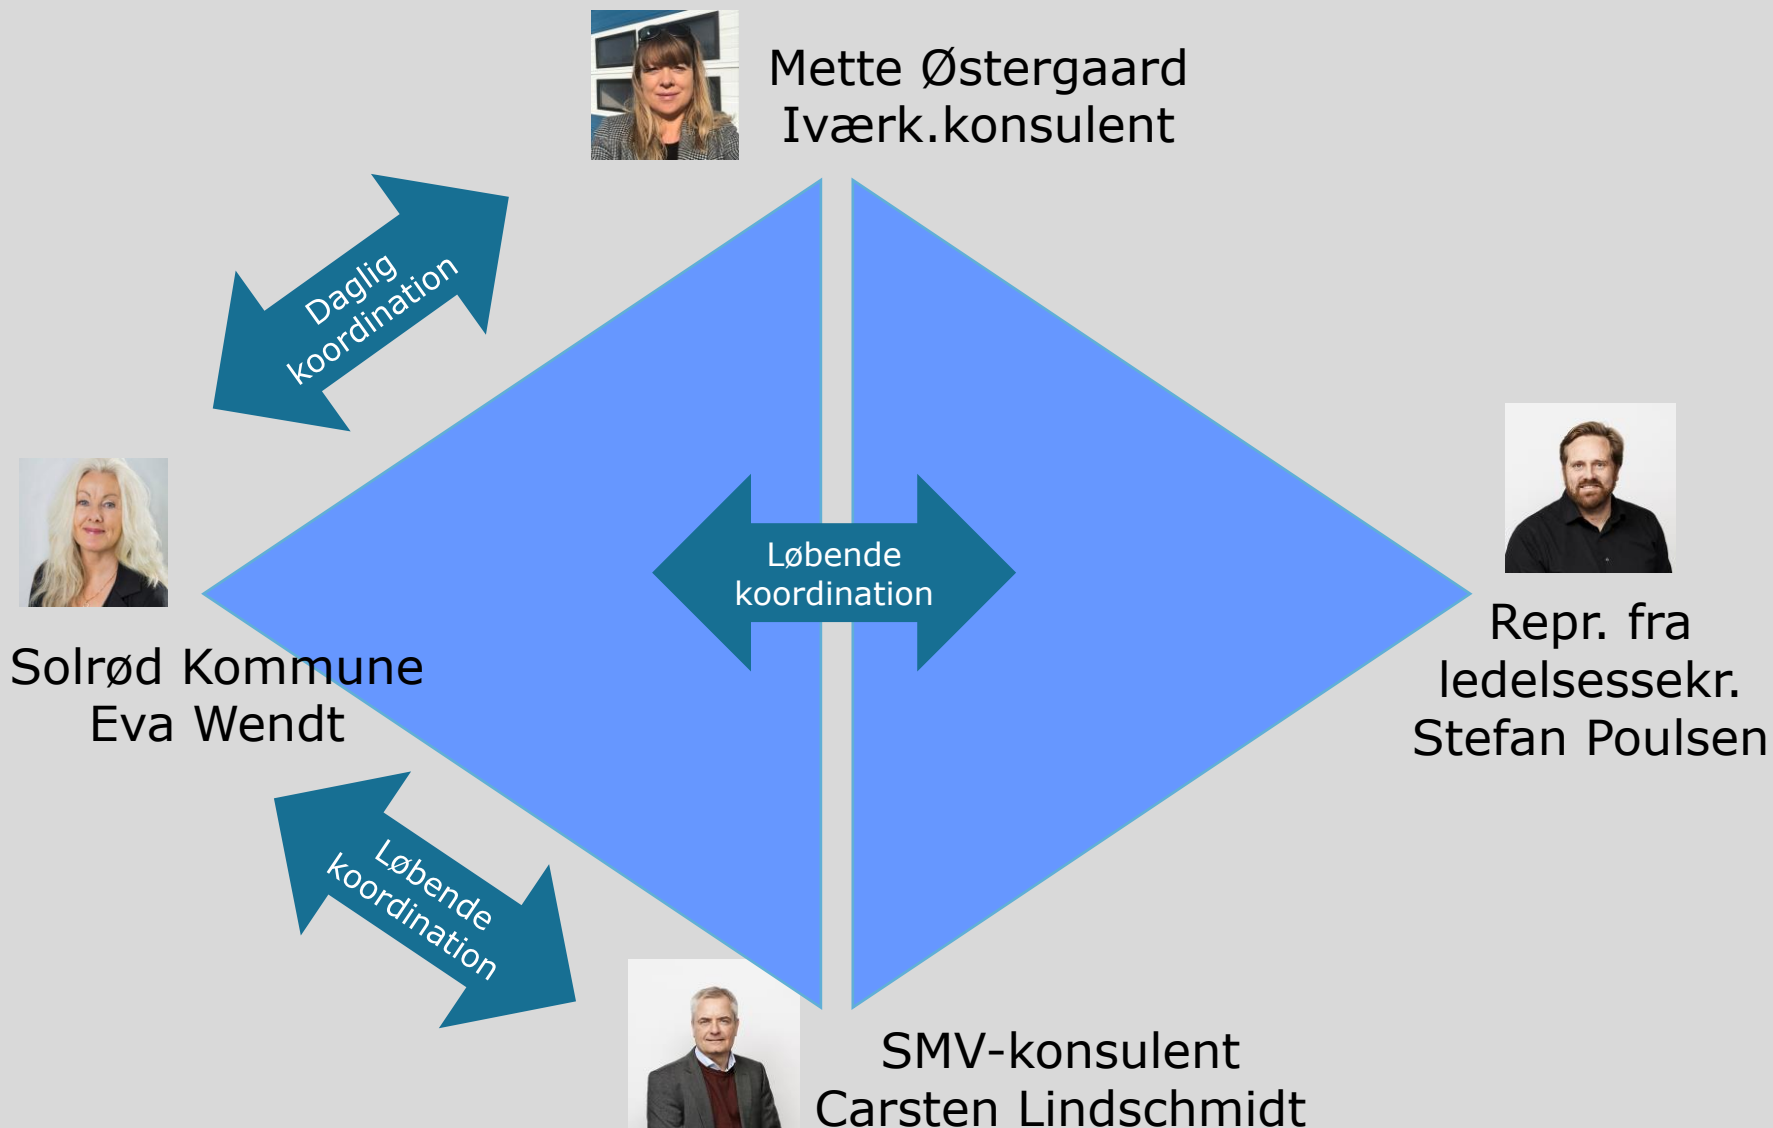 Mette Østergaard
Iværk.konsulent
Daglig
koordination
Løbende
koordination
Solrød Kommune
Eva Wendt
Repr. fra
ledelsessekr.
Stefan Poulsen
Løbende
koordination
SMV-konsulent
Carsten Lindschmidt